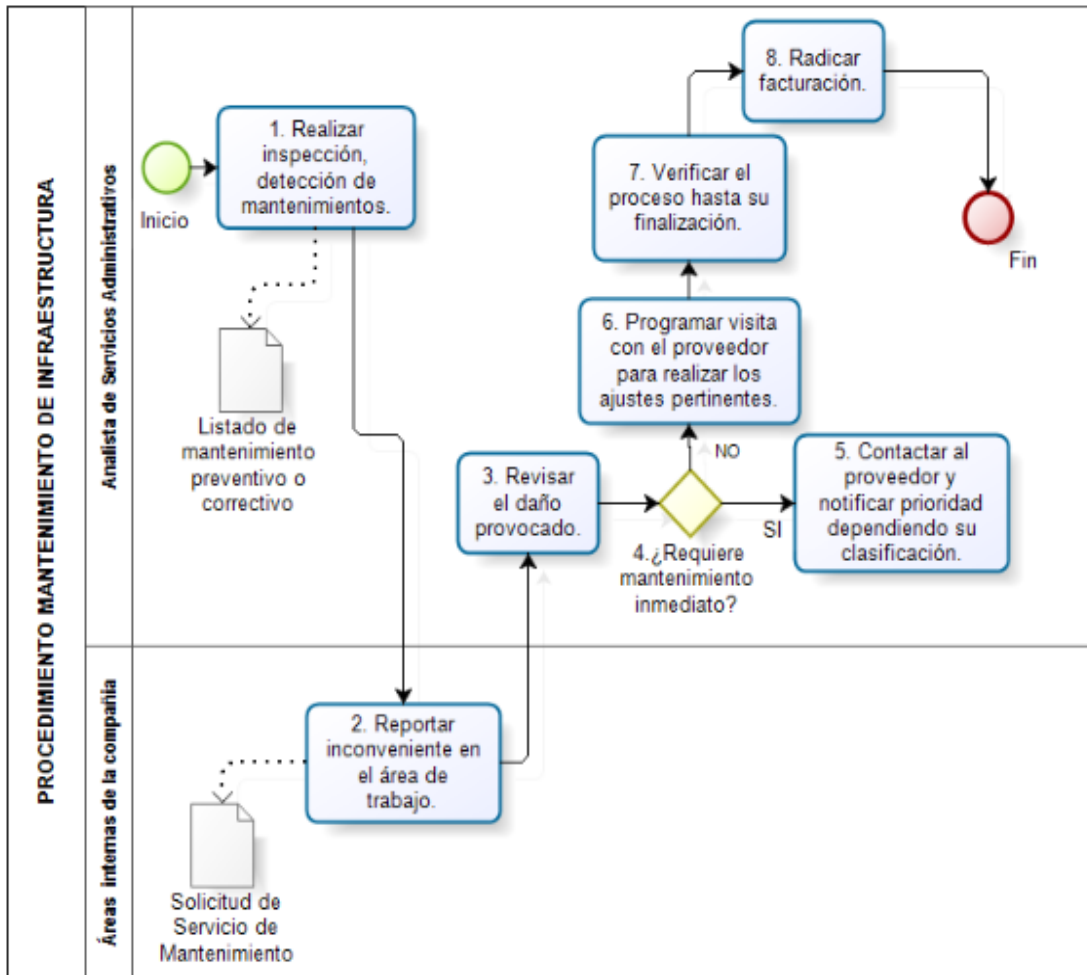 PROCEDIMIENTO MANTENIMIENTO DE INFRAESTRUCTURA
Analista de Servicios Administrativos
Inicio
1. Realizar
inspección,
detección de
mantenimientos.
Listado de
mantenimiento
preventivo o
correctivo
3. Revisar
el daño
provocado.
4.¿Requiere
mantenimiento
inmediato?
NO
SI
5. Contactar al
proveedor y
notificar prioridad
dependiendo su
clasificación.
6. Programar visita
con el proveedor
para realizar los
ajustes pertinentes.
7. Verificar el
proceso hasta su
finalización.
8. Radicar
facturación.
Fin
Áreas internas de la compañia
2. Reportar
inconveniente en
el área de
trabajo.
Solicitud de
Servicio de
Mantenimiento